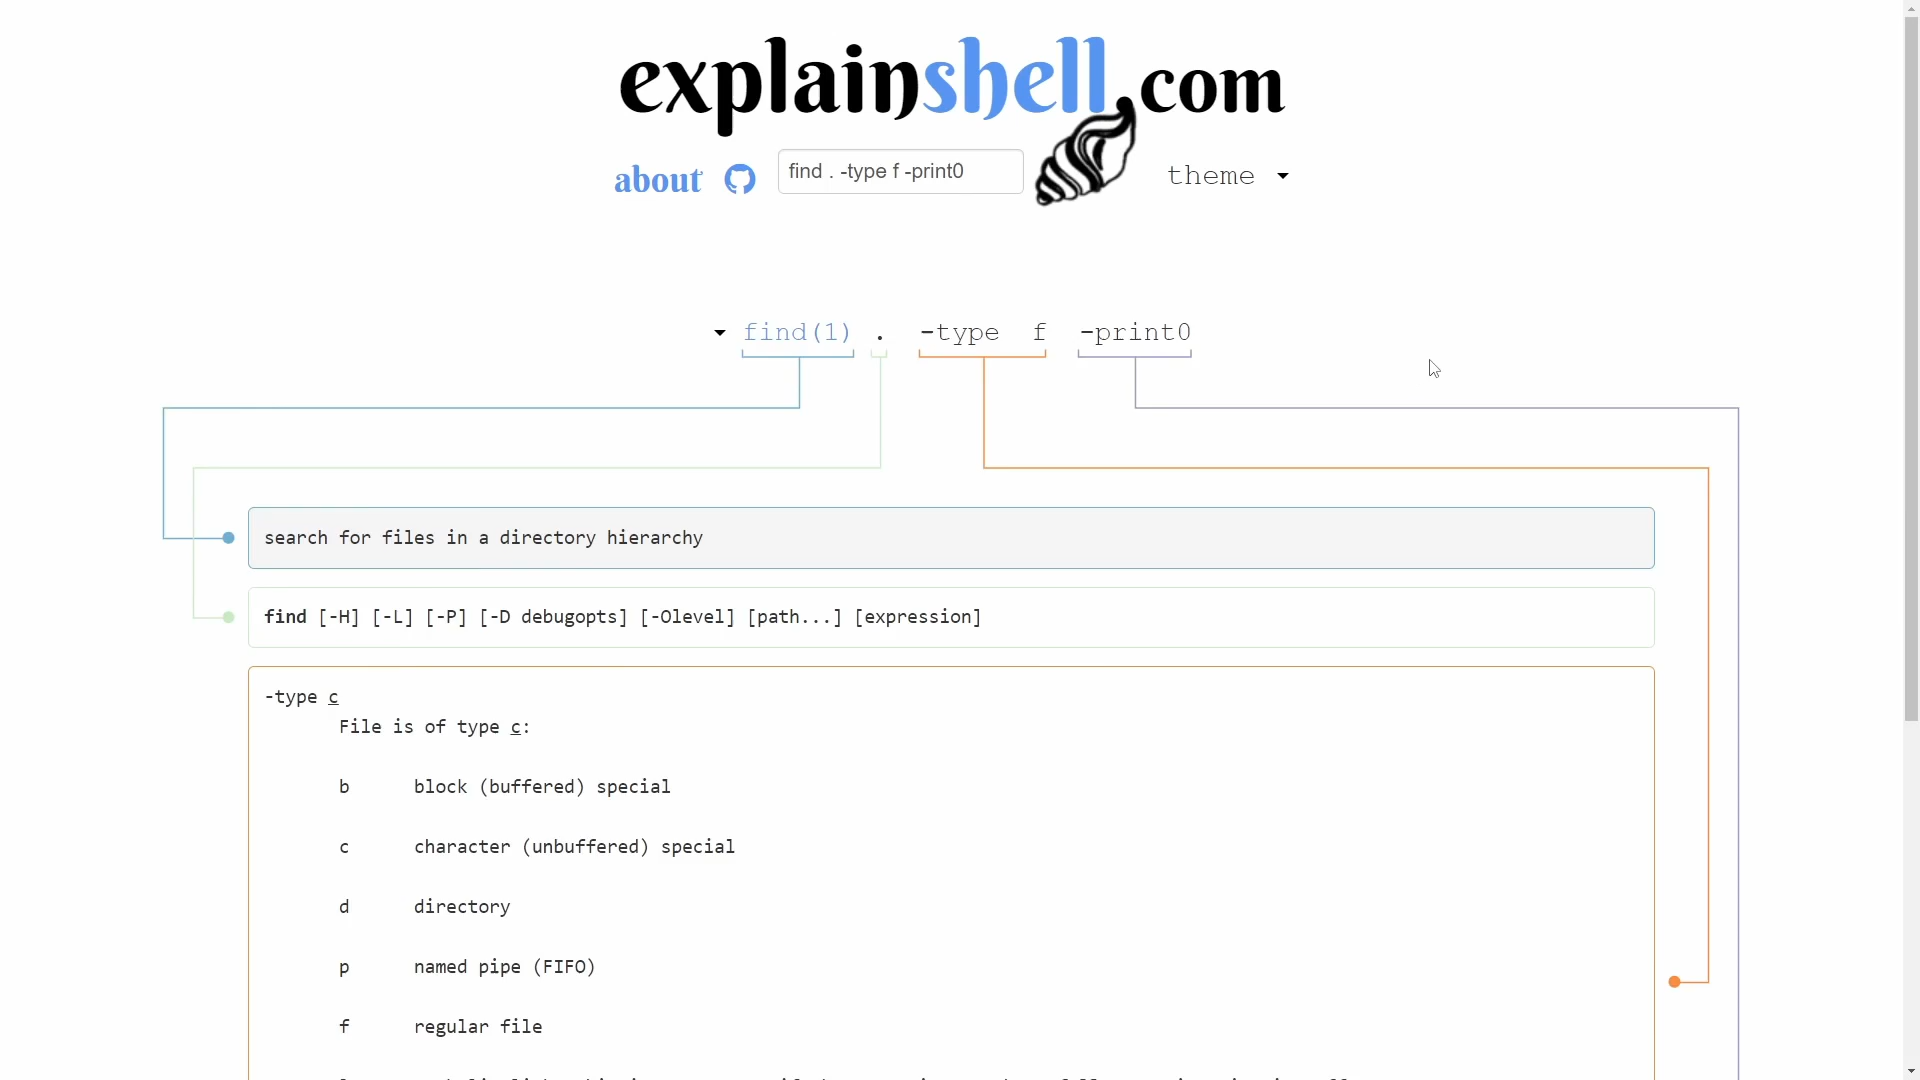 explainshell.com
about find . -type f -print0 theme
find(1) . -type f -print0
search for files in a directory hierarchy
find [-H] [-L] [-P] [-D debugopts] [-Olevel] [path...] [expression]
-type c
File is of type c:
b block (buffered) special
c character (unbuffered) special
d directory
p named pipe (FIFO)
f regular file